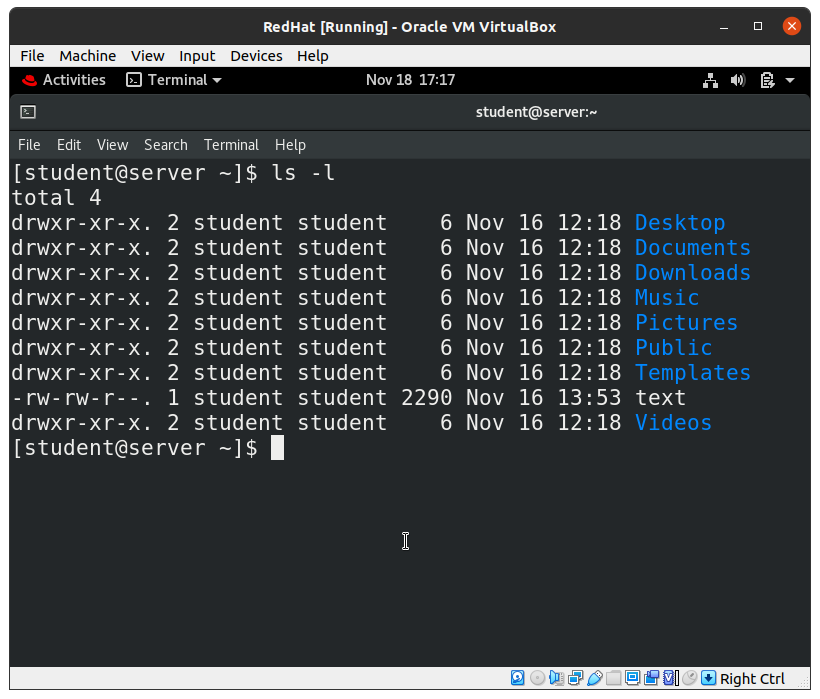 RedHat [Running] - Oracle VM VirtualBox
File Machine View Input Devices Help
Activities Terminal Nov 18 17:17
student@server:~
File Edit View Search Terminal Help
[student@server ~]$ ls -l
total 4
drwxr-xr-x. 2 student student    6 Nov 16 12:18 Desktop
drwxr-xr-x. 2 student student    6 Nov 16 12:18 Documents
drwxr-xr-x. 2 student student    6 Nov 16 12:18 Downloads
drwxr-xr-x. 2 student student    6 Nov 16 12:18 Music
drwxr-xr-x. 2 student student    6 Nov 16 12:18 Pictures
drwxr-xr-x. 2 student student    6 Nov 16 12:18 Public
drwxr-xr-x. 2 student student    6 Nov 16 12:18 Templates
-rw-rw-r--. 1 student student 2290 Nov 16 13:53 text
drwxr-xr-x. 2 student student    6 Nov 16 12:18 Videos
[student@server ~]$
Right Ctrl